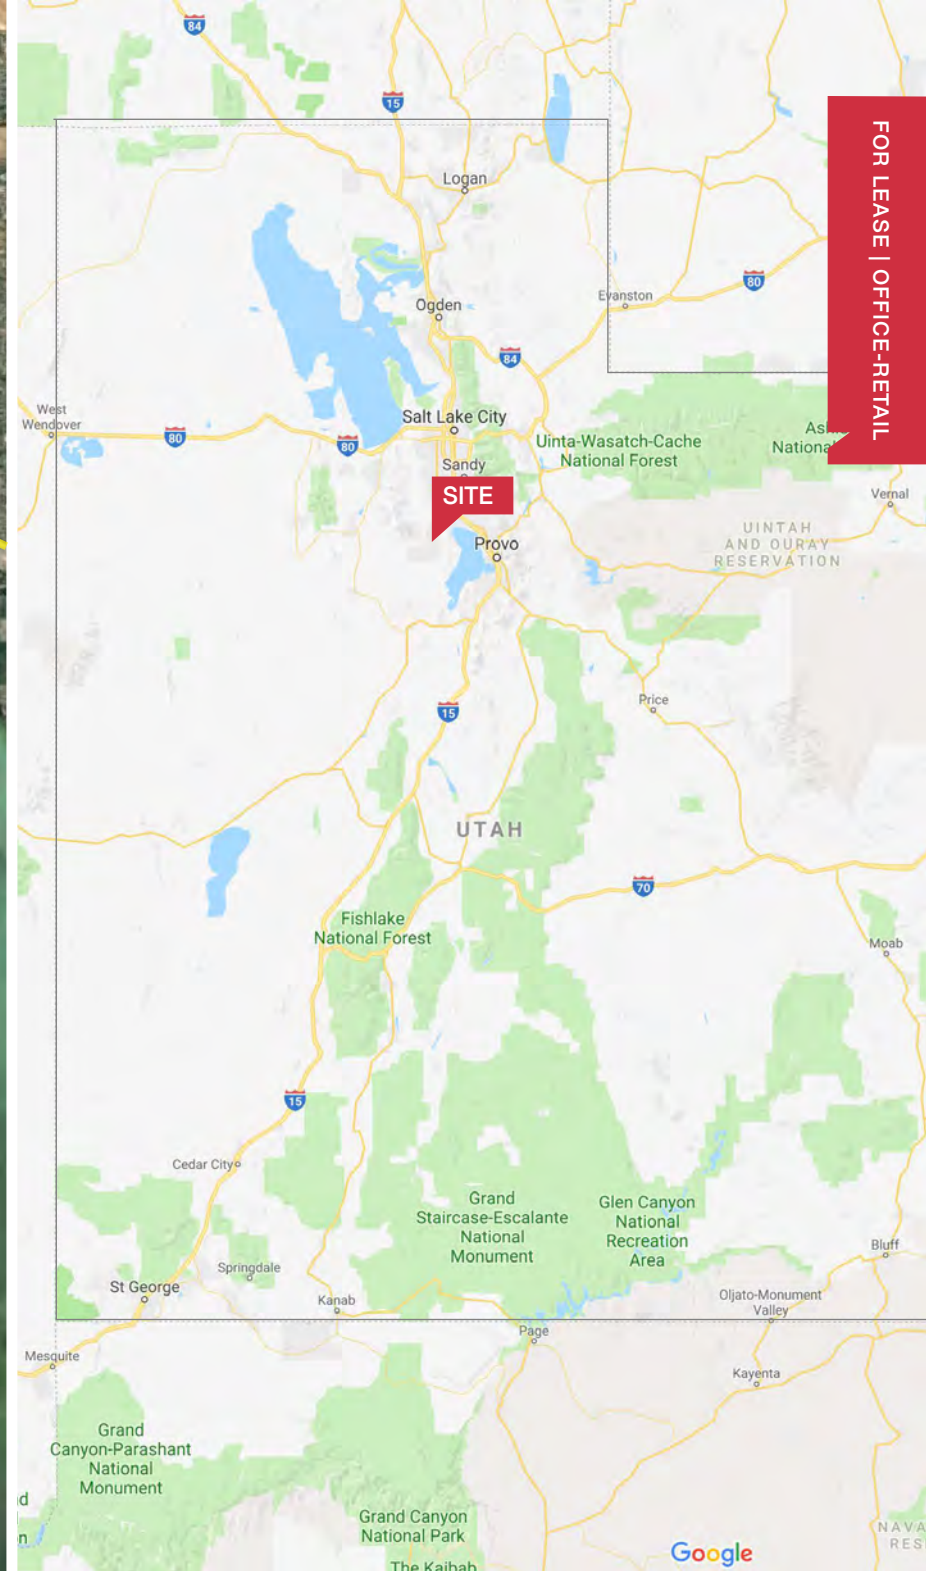 84
15
FOR LEASE | OFFICE-RETAIL
Logan
80
Evanston
Ogden
84
West
Wendover
80
80
Salt Lake City
Uinta-Wasatch-Cache
National Forest
National
Sandy
SITE
Vernal
UINTAH
AND OURAY
RESERVATION
Provo
Price
15
UTAH
70
Fishlake
National Forest
Moab
15
Cedar City
Grand
Staircase-Escalante
National
Monument
Glen Canyon
National
Recreation
Area
Bluff
Springdale
St George
Kanab
Oljato-Monument
Valley
Page
Mesquite
Kayenta
Grand
Canyon-Parashant
National
Monument
Grand Canyon
National Park
The Kaibab
Google